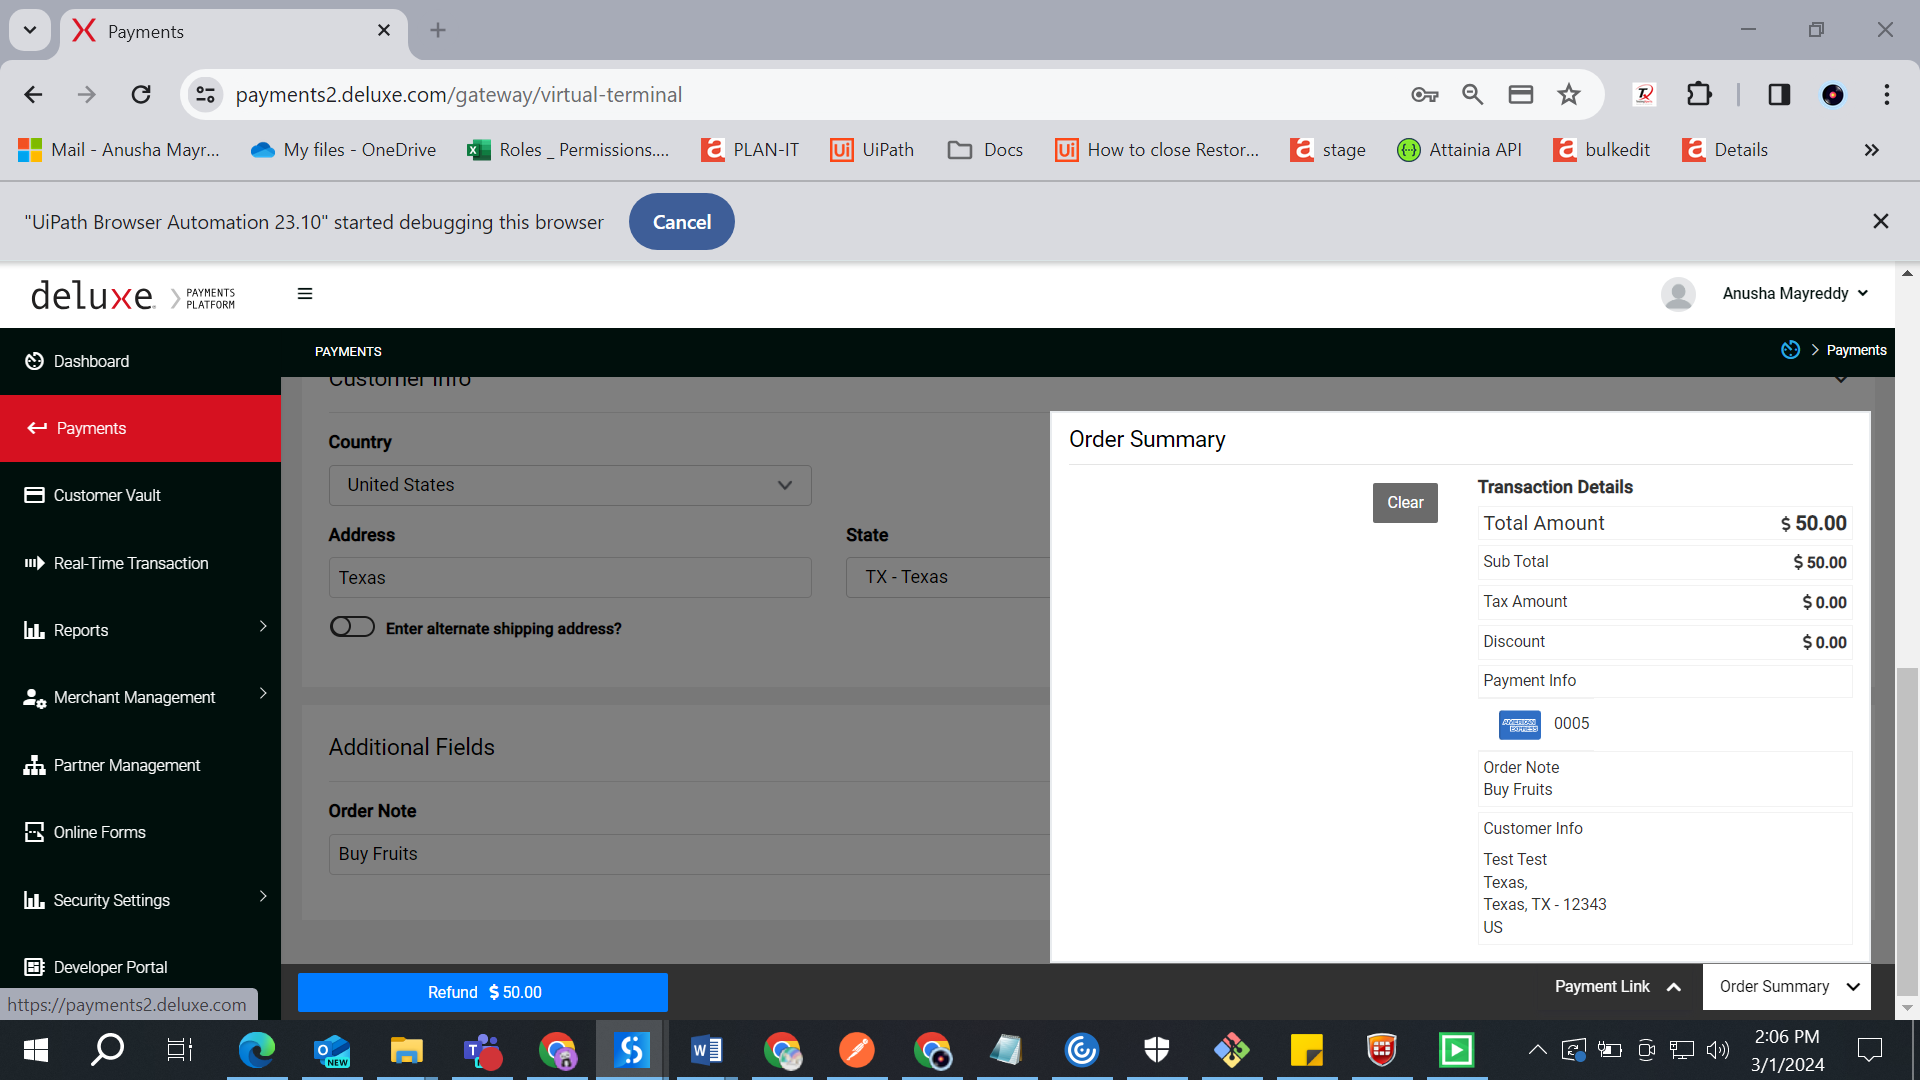 Payments
payments2.deluxe.com/gateway/virtual-terminal
Mail - Anusha Mayr...
My files - OneDrive
Roles _ Permissions....
PLAN-IT
UiPath
Docs
How to close Restor...
stage
Attainia API
bulkedit
Details
"UiPath Browser Automation 23.10" started debugging this browser
Cancel
deluxe.
PAYMENTS
PLATFORM
Anusha Mayreddy
Dashboard
PAYMENTS
Payments
Payments
Customer Vault
Real-Time Transaction
Reports
Merchant Management
Partner Management
Online Forms
Security Settings
Developer Portal
https://payments2.deluxe.com
Customer Info
Country
United States
Address
State
Texas
TX - Texas
Enter alternate shipping address?
Additional Fields
Order Note
Buy Fruits
Order Summary
Clear
Transaction Details
Total Amount $ 50.00
Sub Total $ 50.00
Tax Amount $ 0.00
Discount $ 0.00
Payment Info
AMERICAN
EXPRESS
0005
Order Note
Buy Fruits
Customer Info
Test Test
Texas,
Texas, TX - 12343
US
Refund $ 50.00
Payment Link
Order Summary
NEW
2:06 PM
3/1/2024